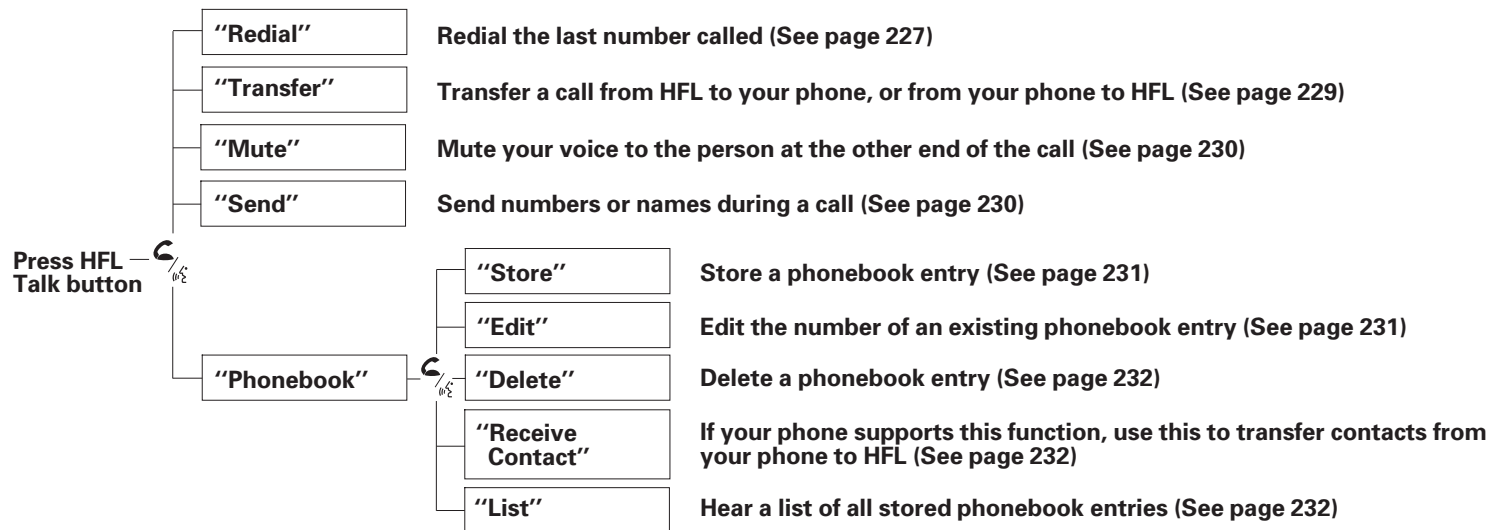 "Redial" Redial the last number called (See page 227)
"Transfer" Transfer a call from HFL to your phone, or from your phone to HFL (See page 229)
"Mute" Mute your voice to the person at the other end of the call (See page 230)
"Send" Send numbers or names during a call (See page 230)
Press HFL
Talk button
"Phonebook"
"Store" Store a phonebook entry (See page 231)
"Edit" Edit the number of an existing phonebook entry (See page 231)
"Delete" Delete a phonebook entry (See page 232)
"Receive
Contact"
If your phone supports this function, use this to transfer contacts from
your phone to HFL (See page 232)
"List" Hear a list of all stored phonebook entries (See page 232)